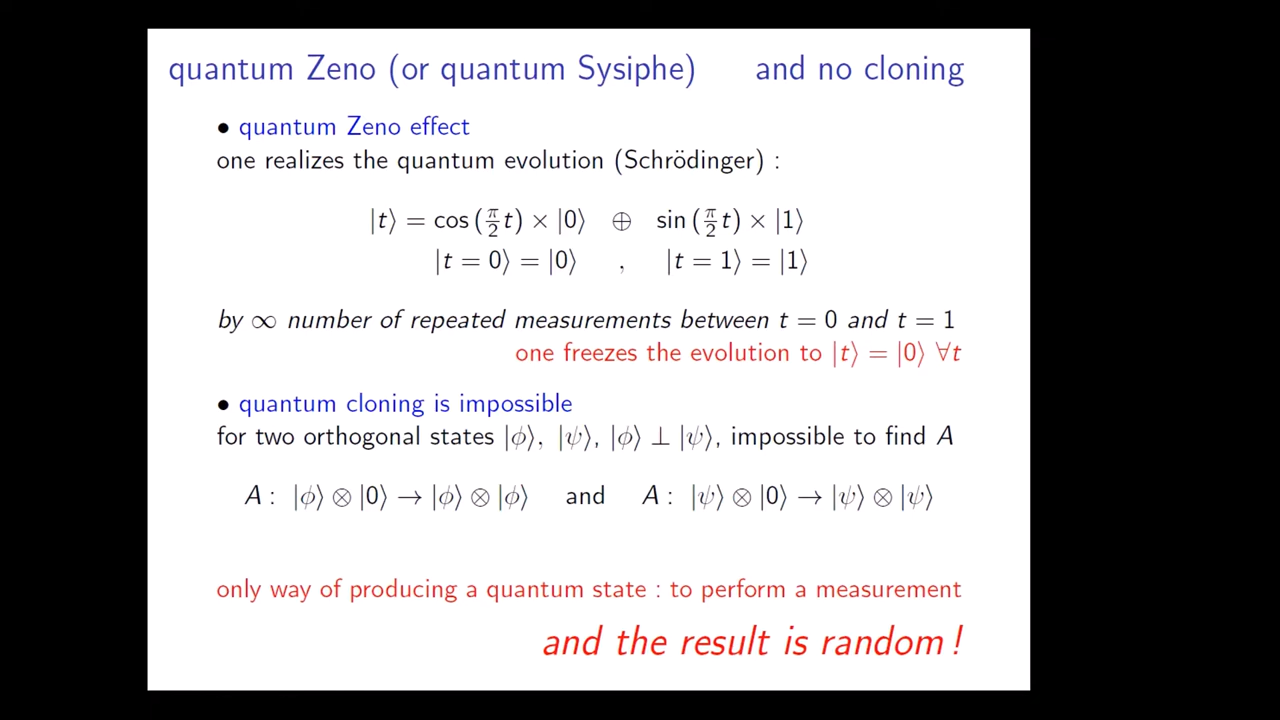 quantum Zeno (or quantum Sysiphe) and no cloning
• quantum Zeno effect
one realizes the quantum evolution (Schrödinger) :
|t⟩ = cos (π/2 t) × |0⟩ ⊕ sin (π/2 t) × |1⟩
|t = 0⟩ = |0⟩ , |t = 1⟩ = |1⟩
by ∞ number of repeated measurements between t = 0 and t = 1
one freezes the evolution to |t⟩ = |0⟩ ∀t
• quantum cloning is impossible
for two orthogonal states |ϕ⟩, |ψ⟩, |ϕ⟩ ⊥ |ψ⟩, impossible to find A
A : |ϕ⟩ ⊗ |0⟩ → |ϕ⟩ ⊗ |ϕ⟩ and A : |ψ⟩ ⊗ |0⟩ → |ψ⟩ ⊗ |ψ⟩
only way of producing a quantum state : to perform a measurement
and the result is random !